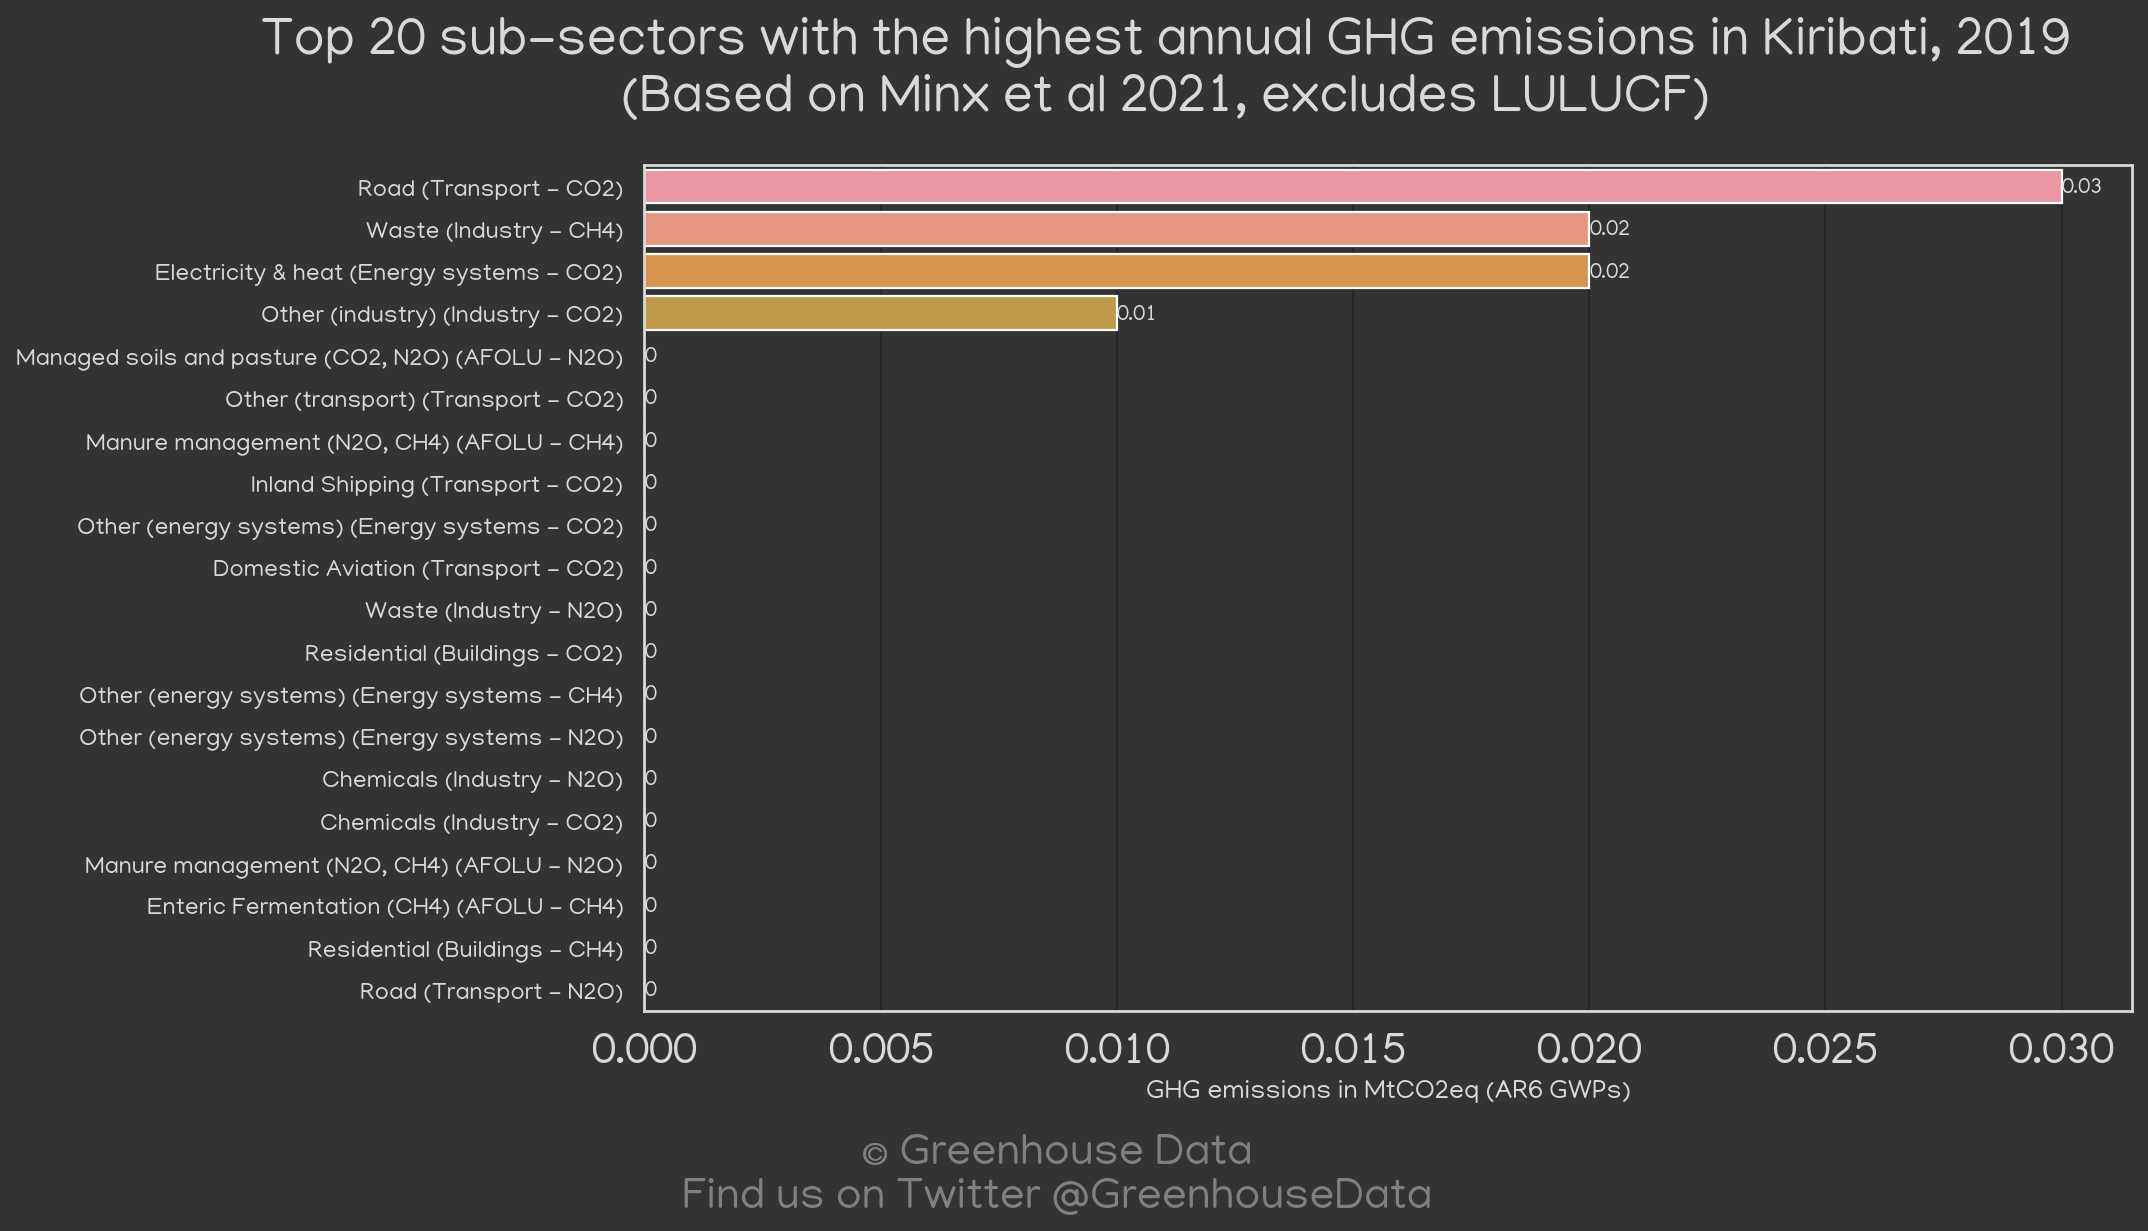 Top 20 sub-sectors with the highest annual GHG emissions in Kiribati, 2019
(Based on Minx et al 2021, excludes LULUCF)
Road (Transport - CO2) 0.03
Waste (Industry - CH4) 0.02
Electricity & heat (Energy systems - CO2) 0.02
Other (industry) (Industry - CO2) 0.01
Managed soils and pasture (CO2, N2O) (AFOLU - N2O) 0
Other (transport) (Transport - CO2) 0
Manure management (N2O, CH4) (AFOLU - CH4) 0
Inland Shipping (Transport - CO2) 0
Other (energy systems) (Energy systems - CO2) 0
Domestic Aviation (Transport - CO2) 0
Waste (Industry - N2O) 0
Residential (Buildings - CO2) 0
Other (energy systems) (Energy systems - CH4) 0
Other (energy systems) (Energy systems - N2O) 0
Chemicals (Industry - N2O) 0
Chemicals (Industry - CO2) 0
Manure management (N2O, CH4) (AFOLU - N2O) 0
Enteric Fermentation (CH4) (AFOLU - CH4) 0
Residential (Buildings - CH4) 0
Road (Transport - N2O) 0
0.000 0.005 0.010 0.015 0.020 0.025 0.030
GHG emissions in MtCO2eq (AR6 GWPs)
© Greenhouse Data
Find us on Twitter @GreenhouseData